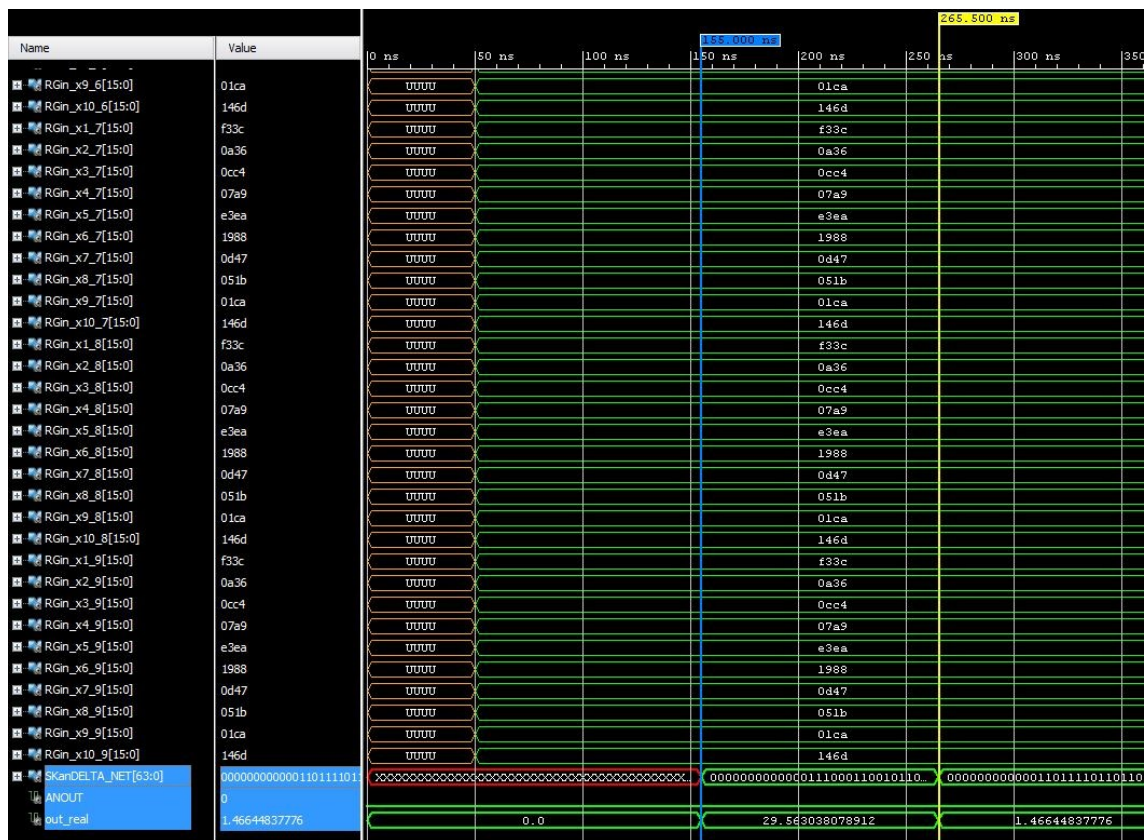 265.500 ns
155.000 ns
Name Value 0 ns 50 ns 100 ns 150 ns 200 ns 250 ns 300 ns 350
RGin_x9_6[15:0] 01ca UUUU 01ca
RGin_x10_6[15:0] 146d UUUU 146d
RGin_x1_7[15:0] f33c UUUU f33c
RGin_x2_7[15:0] 0a36 UUUU 0a36
RGin_x3_7[15:0] 0cc4 UUUU 0cc4
RGin_x4_7[15:0] 07a9 UUUU 07a9
RGin_x5_7[15:0] e3ea UUUU e3ea
RGin_x6_7[15:0] 1988 UUUU 1988
RGin_x7_7[15:0] 0d47 UUUU 0d47
RGin_x8_7[15:0] 051b UUUU 051b
RGin_x9_7[15:0] 01ca UUUU 01ca
RGin_x10_7[15:0] 146d UUUU 146d
RGin_x1_8[15:0] f33c UUUU f33c
RGin_x2_8[15:0] 0a36 UUUU 0a36
RGin_x3_8[15:0] 0cc4 UUUU 0cc4
RGin_x4_8[15:0] 07a9 UUUU 07a9
RGin_x5_8[15:0] e3ea UUUU e3ea
RGin_x6_8[15:0] 1988 UUUU 1988
RGin_x7_8[15:0] 0d47 UUUU 0d47
RGin_x8_8[15:0] 051b UUUU 051b
RGin_x9_8[15:0] 01ca UUUU 01ca
RGin_x10_8[15:0] 146d UUUU 146d
RGin_x1_9[15:0] f33c UUUU f33c
RGin_x2_9[15:0] 0a36 UUUU 0a36
RGin_x3_9[15:0] 0cc4 UUUU 0cc4
RGin_x4_9[15:0] 07a9 UUUU 07a9
RGin_x5_9[15:0] e3ea UUUU e3ea
RGin_x6_9[15:0] 1988 UUUU 1988
RGin_x7_9[15:0] 0d47 UUUU 0d47
RGin_x8_9[15:0] 051b UUUU 051b
RGin_x9_9[15:0] 01ca UUUU 01ca
RGin_x10_9[15:0] 146d UUUU 146d
SKanDELTA_NET[63:0]
ANOUT 0
out_real 1.46644837776 0.0 29.563038078912 1.46644837776